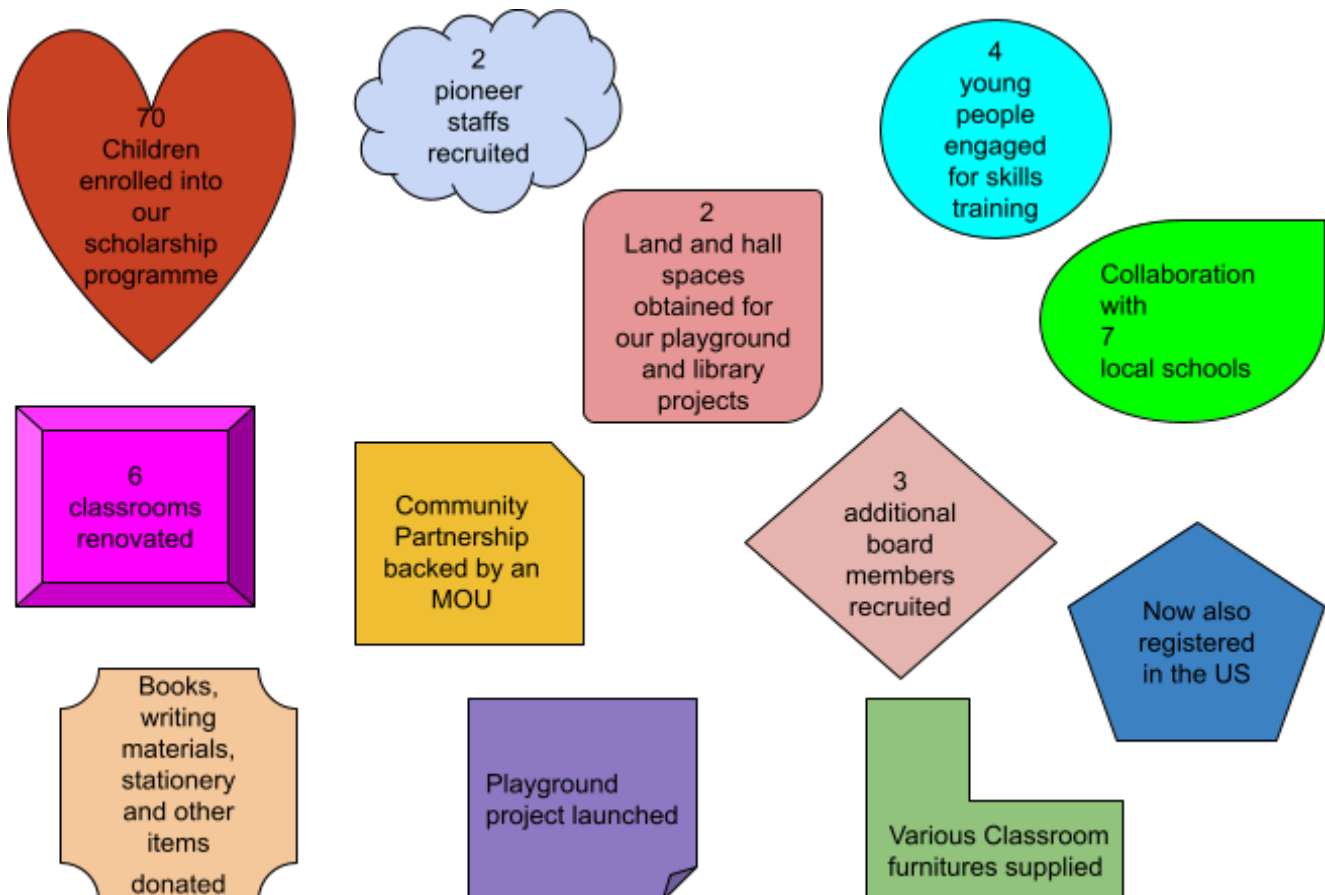 70
Children
enrolled into
our
scholarship
programme
2
pioneer
staffs
recruited
4
young
people
engaged
for skills
training
2
Land and hall
spaces
obtained for
our playground
and library
projects
Collaboration
with
7
local schools
6
classrooms
renovated
Community
Partnership
backed by an
MOU
3
additional
board
members
recruited
Now also
registered
in the US
Books,
writing
materials,
stationery
and other
items
donated
Playground
project launched
Various Classroom
furnitures supplied